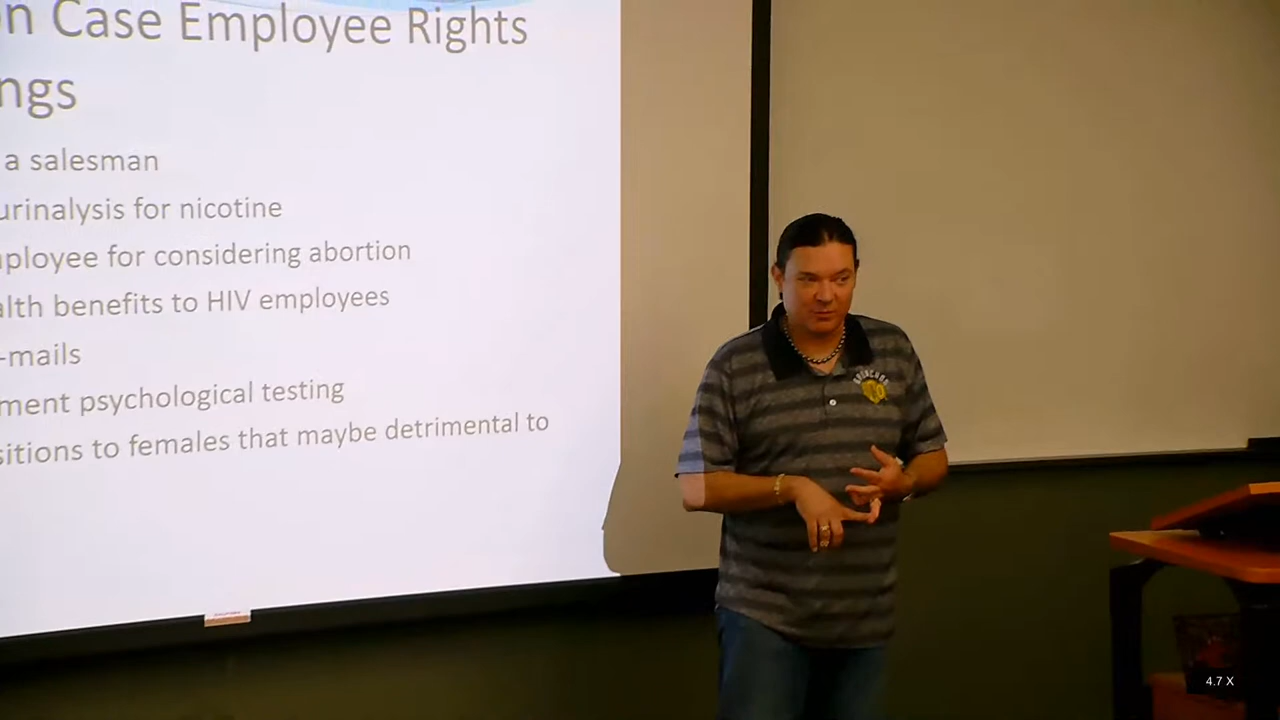 n Case Employee Rights
ngs
a salesman
urinalysis for nicotine
ployee for considering abortion
alth benefits to HIV employees
-mails
ment psychological testing
sitions to females that maybe detrimental to
4.7 X